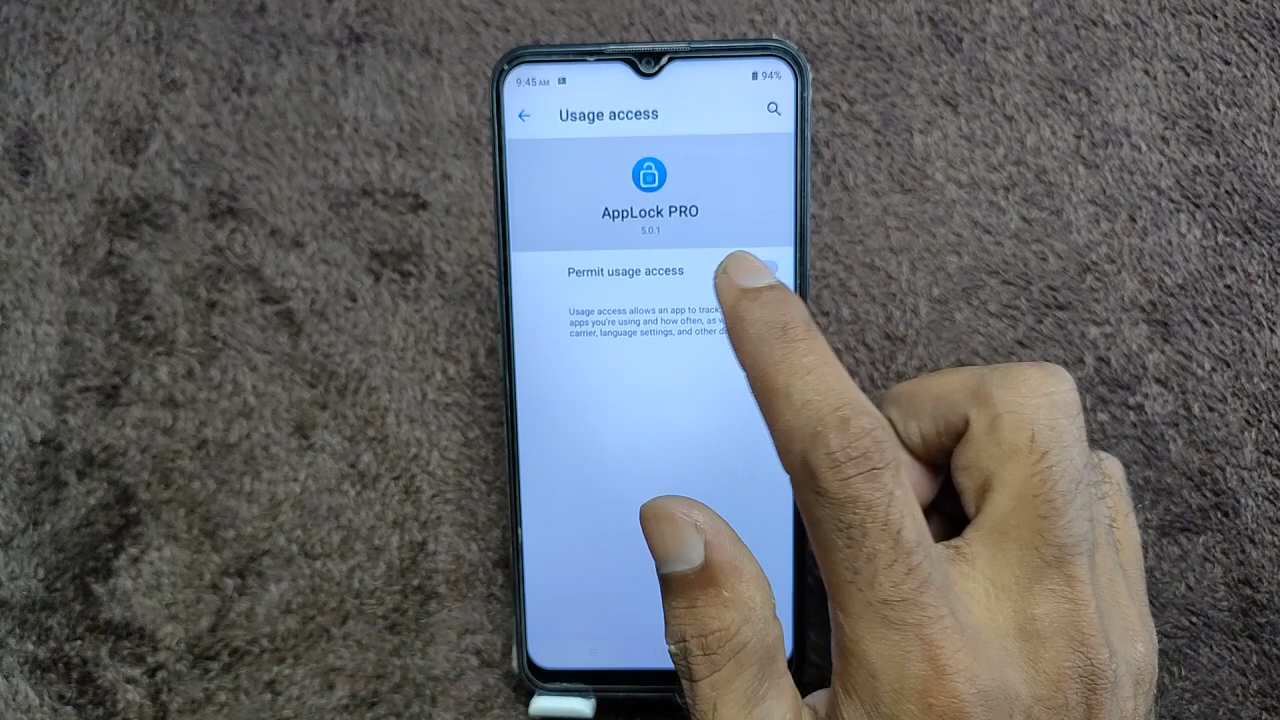 9:45 AM
94%
Usage access
AppLock PRO
5.0.1
Permit usage access
Usage access allows an app to track
apps you're using and how often, as
carrier, language settings, and other